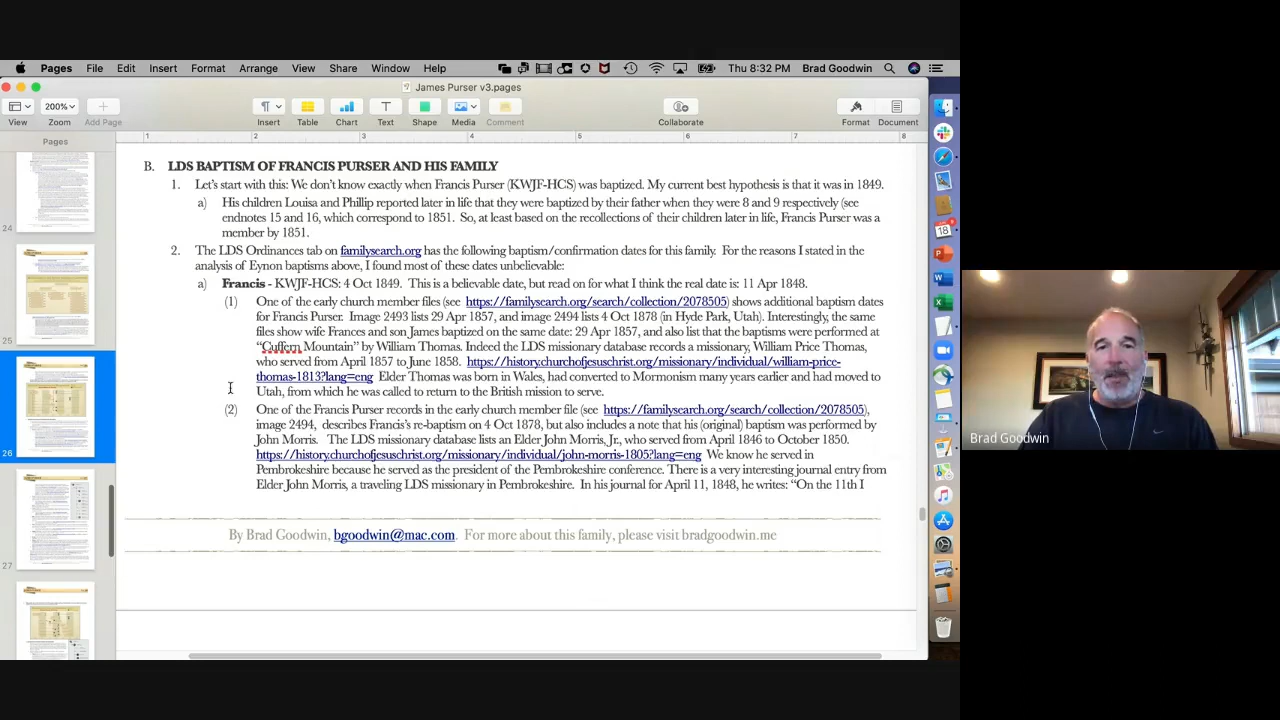 Pages File Edit Insert Format Arrange View Share Window Help Thu 8:32 PM Brad Goodwin
James Purser v3.pages
200%
View Zoom Add Page Insert Table Chart Text Shape Media Comment Collaborate Format Document
Pages
1 2 3 4 5 6 7 8
B. LDS BAPTISM OF FRANCIS PURSER AND HIS FAMILY
1. Let's start with this: We don't know exactly when Francis Purser (KWJF-HCS) was baptized. My current best hypothesis is that it was in 1849.
a) His children Louisa and Phillip reported later in life that they were baptized by their father when they were 8 and 9 respectively (see
endnotes 15 and 16, which correspond to 1851. So, at least based on the recollections of their children later in life, Francis Purser was a
member by 1851.
2. The LDS Ordinances tab on familysearch.org has the following baptism/confirmation dates for this family. For reasons I stated in the
analysis of Eynon baptisms above, I found most of these dates unbelievable:
a) Francis - KWJF-HCS: 4 Oct 1849. This is a believable date, but read on for what I think the real date is: 11 Apr 1848.
(1) One of the early church member files (see https://familysearch.org/search/collection/2078505) shows additional baptism dates
for Francis Purser. Image 2493 lists 29 Apr 1857, and image 2494 lists 4 Oct 1878 (in Hyde Park, Utah). Interestingly, the same
files show wife Frances and son James baptized on the same date: 29 Apr 1857, and also list that the baptisms were performed at
"Cuffern Mountain" by William Thomas. Indeed the LDS missionary database records a missionary, William Price Thomas,
who served from April 1857 to June 1858. https://history.churchofjesuschrist.org/missionary/individual/william-price-
thomas-1813?lang=eng Elder Thomas was born in Wales, had converted to Mormonism many years earlier and had moved to
Utah, from which he was called to return to the British mission to serve.
(2) One of the Francis Purser records in the early church member file (see https://familysearch.org/search/collection/2078505),
image 2494, describes Francis's re-baptism on 4 Oct 1878, but also includes a note that his (original) baptism was performed by
John Morris. The LDS missionary database lists an Elder John Morris, Jr., who served from April 1846 to October 1850.
https://history.churchofjesuschrist.org/missionary/individual/john-morris-1805?lang=eng We know he served in
Pembrokeshire because he served as the president of the Pembrokeshire conference. There is a very interesting journal entry from
Elder John Morris, a traveling LDS missionary in Pembrokeshire. In his journal for April 11, 1848, he writes: "On the 11th I
By Brad bgoodwin@mac.com. ore about this family, please visit
24
25
26
27
18
Brad Goodwin